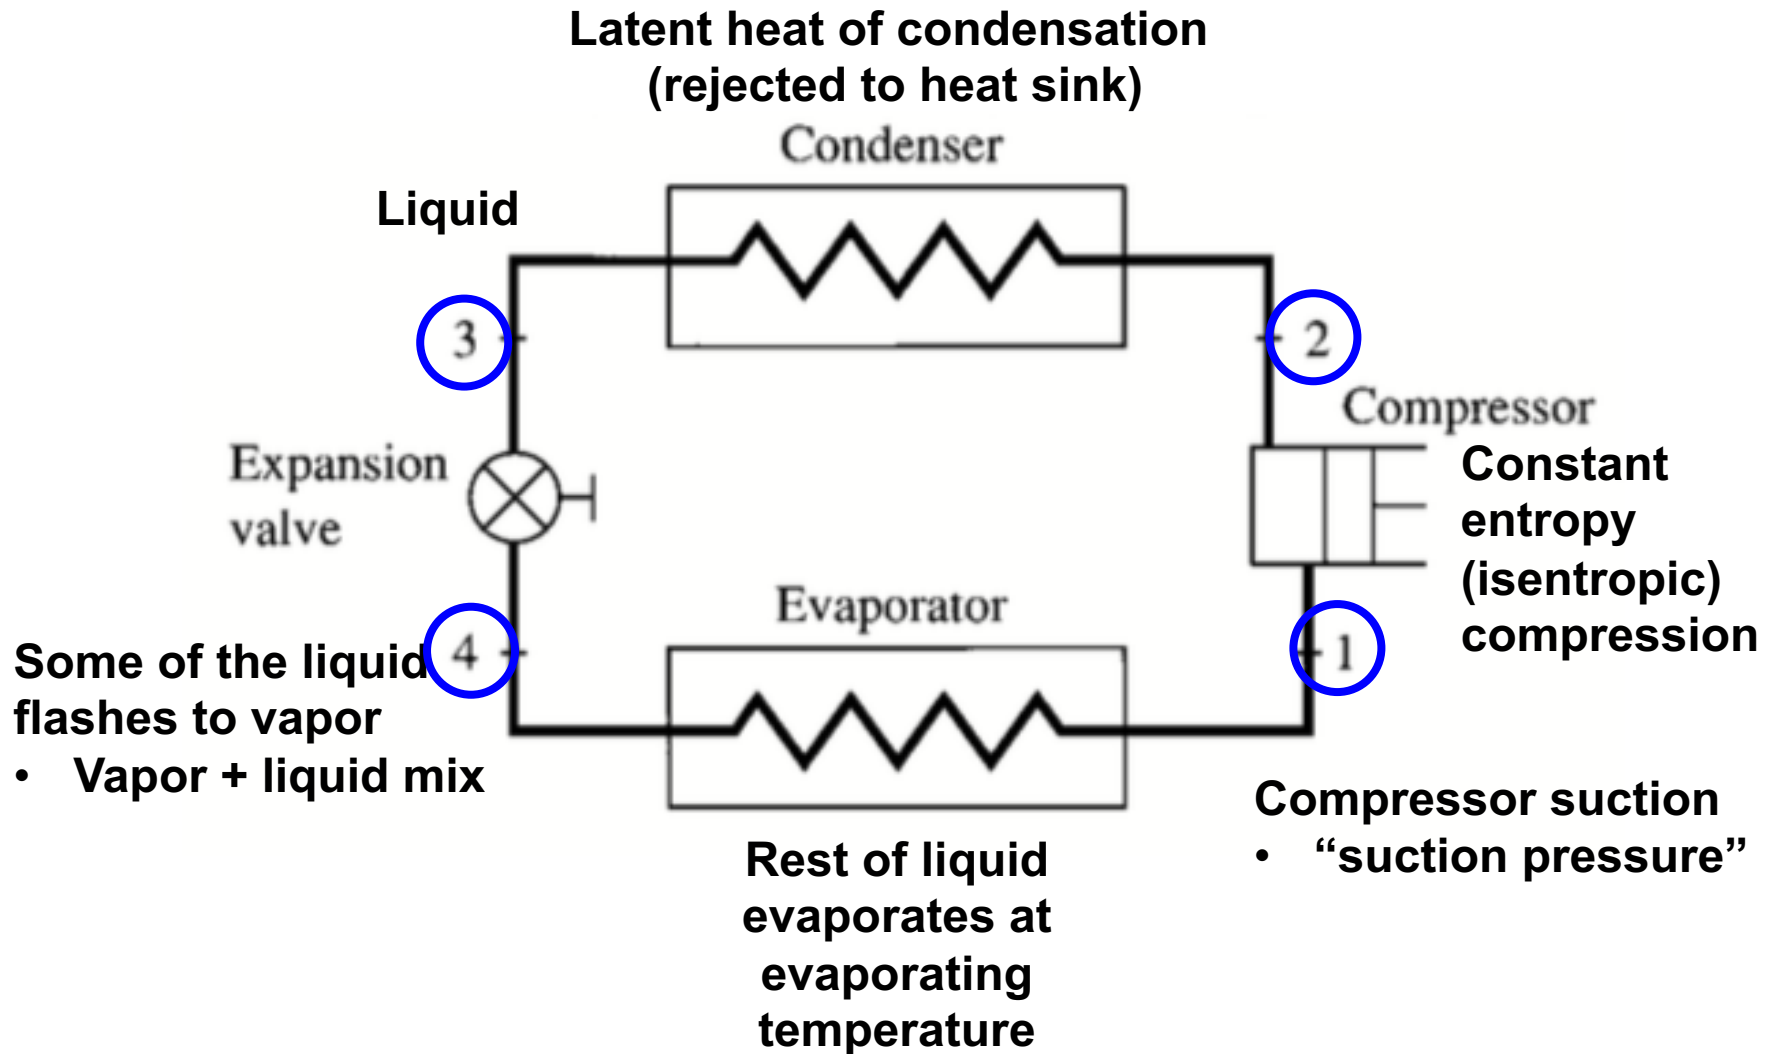 Latent heat of condensation
(rejected to heat sink)
Condenser
Liquid
3
2
Compressor
Expansion
valve
Constant
entropy
(isentropic)
compression
Evaporator
4
1
Some of the liquid
flashes to vapor
• Vapor + liquid mix
Compressor suction
• “suction pressure”
Rest of liquid
evaporates at
evaporating
temperature